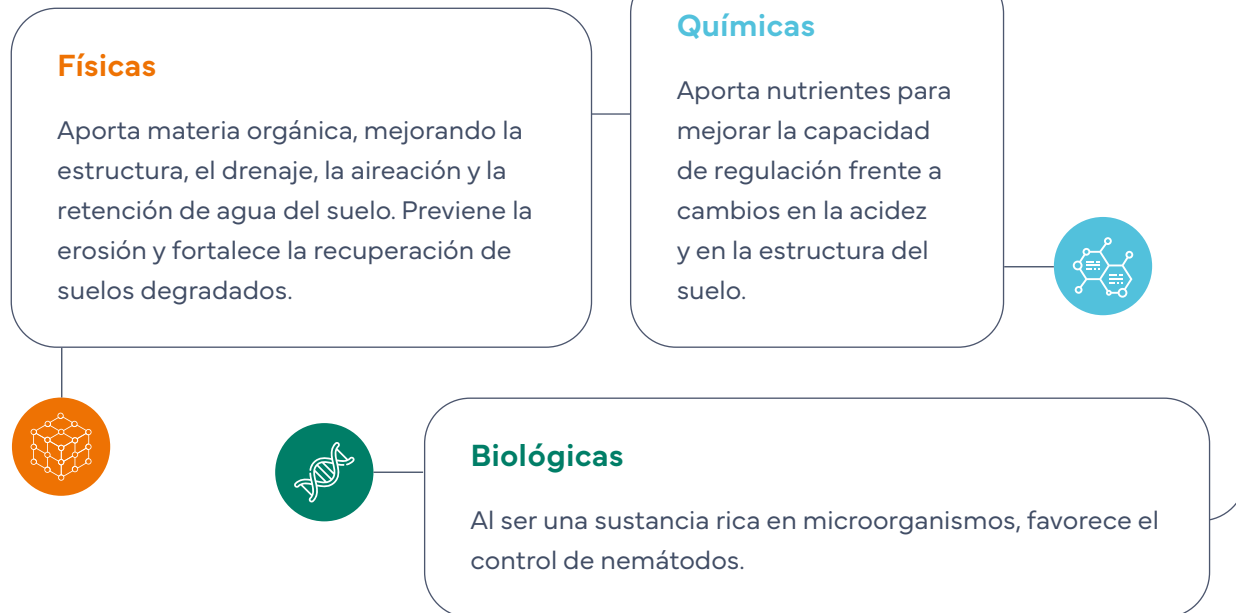 Físicas
Aporta materia orgánica, mejorando la
estructura, el drenaje, la aireación y la
retención de agua del suelo. Previene la
erosión y fortalece la recuperación de
suelos degradados.
Químicas
Aporta nutrientes para
mejorar la capacidad
de regulación frente a
cambios en la acidez
y en la estructura del
suelo.
Biológicas
Al ser una sustancia rica en microorganismos, favorece el
control de nemátodos.